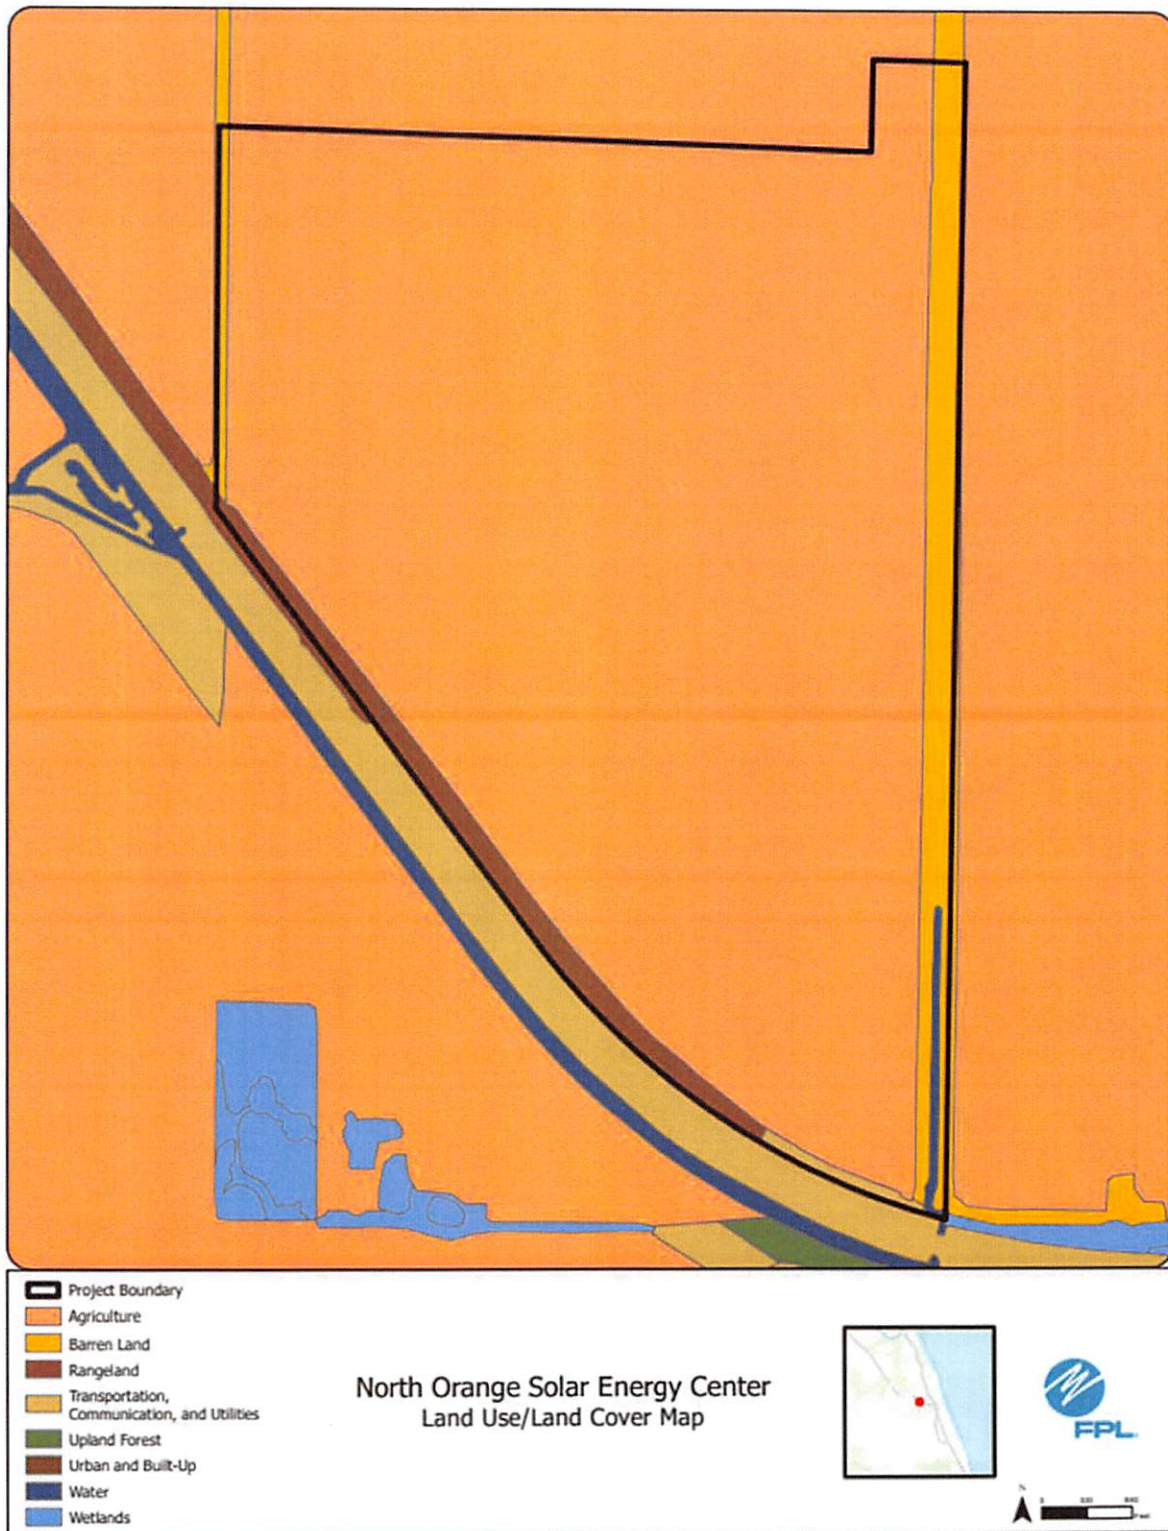 Project Boundary
Agriculture
Barren Land
Rangeland
Transportation,
Communication, and Utilities
Upland Forest
Urban and Built-Up
Water
Wetlands
North Orange Solar Energy Center
Land Use/Land Cover Map
FPL
N
0